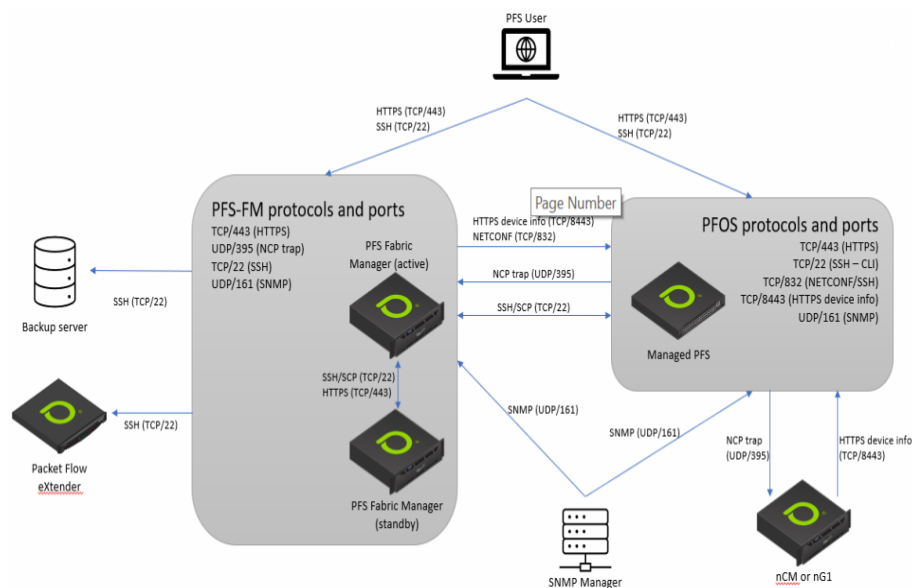 PFS User
HTTPS (TCP/443)
SSH (TCP/22)
HTTPS (TCP/443)
SSH (TCP/22)
PFS-FM protocols and ports
TCP/443 (HTTPS)
UDP/395 (NCP trap)
TCP/22 (SSH)
UDP/161 (SNMP)
PFS Fabric
Manager (active)
SSH/SCP (TCP/22)
HTTPS (TCP/443)
PFS Fabric Manager
(standby)
Page Number
HTTPS device info (TCP/8443)
NETCONF (TCP/832)
NCP trap (UDP/395)
SSH/SCP (TCP/22)
PFOS protocols and ports
TCP/443 (HTTPS)
TCP/22 (SSH – CLI)
TCP/832 (NETCONF/SSH)
TCP/8443 (HTTPS device info)
UDP/161 (SNMP)
Managed PFS
SSH (TCP/22)
Backup server
SSH (TCP/22)
Packet Flow
eXtender
SNMP (UDP/161)
SNMP (UDP/161)
SNMP Manager
NCP trap
(UDP/395)
HTTPS device info
(TCP/8443)
nCM or nG1